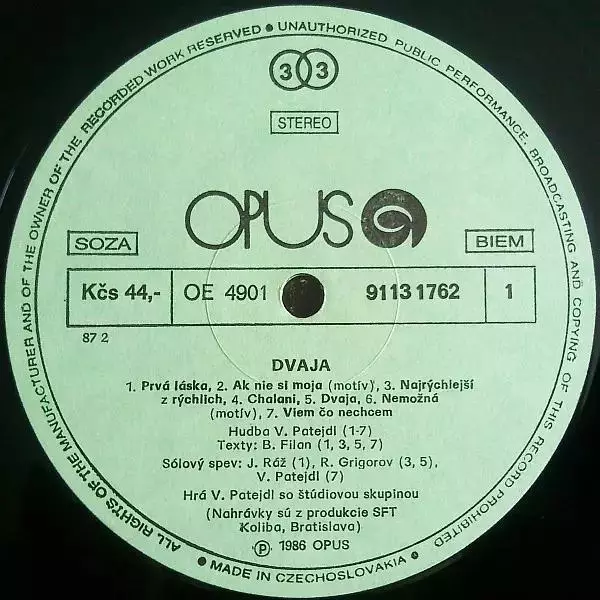 ALL RIGHTS OF THE MANUFACTURER AND OF THE OWNER OF THE RECORDED WORK RESERVED ● UNAUTHORIZED PUBLIC PERFORMANCE, BROADCASTING AND COPYING OF THIS RECORD PROHIBITED
33
STEREO
OPUS
SOZA
BIEM
Kčs 44,- OE 4901 9113 1762 1
87 2
DVAJA
1. Prvá láska, 2. Ak nie si moja (motív), 3. Najrýchlejší
z rýchlich, 4. Chalani, 5. Dvaja, 6. Nemožná
(motív), 7. Viem čo nechcem
Hudba V. Patejdl (1-7)
Texty: B. Filan (1, 3, 5, 7)
Sólový spev: J. Ráž (1), R. Grigorov (3, 5),
V. Patejdl (7)
Hrá V. Patejdl so štúdiovou skupinou
(Nahrávky sú z produkcie SFT
Koliba, Bratislava)
Ⓟ 1986 OPUS
● MADE IN CZECHOSLOVAKIA ●